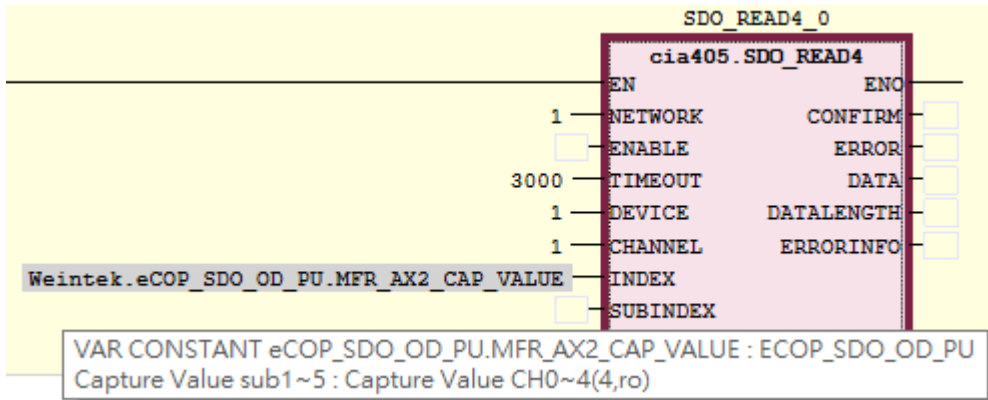 SDO_READ4_0
cia405.SDO_READ4
EN ENO
1 NETWORK CONFIRM
ENABLE ERROR
3000 TIMEOUT DATA
1 DEVICE DATALENGTH
1 CHANNEL ERRORINFO
Weintek.eCOP_SDO_OD_PU.MFR_AX2_CAP_VALUE INDEX
SUBINDEX
VAR CONSTANT eCOP_SDO_OD_PU.MFR_AX2_CAP_VALUE : ECOP_SDO_OD_PU
Capture Value sub1~5 : Capture Value CH0~4(4,ro)